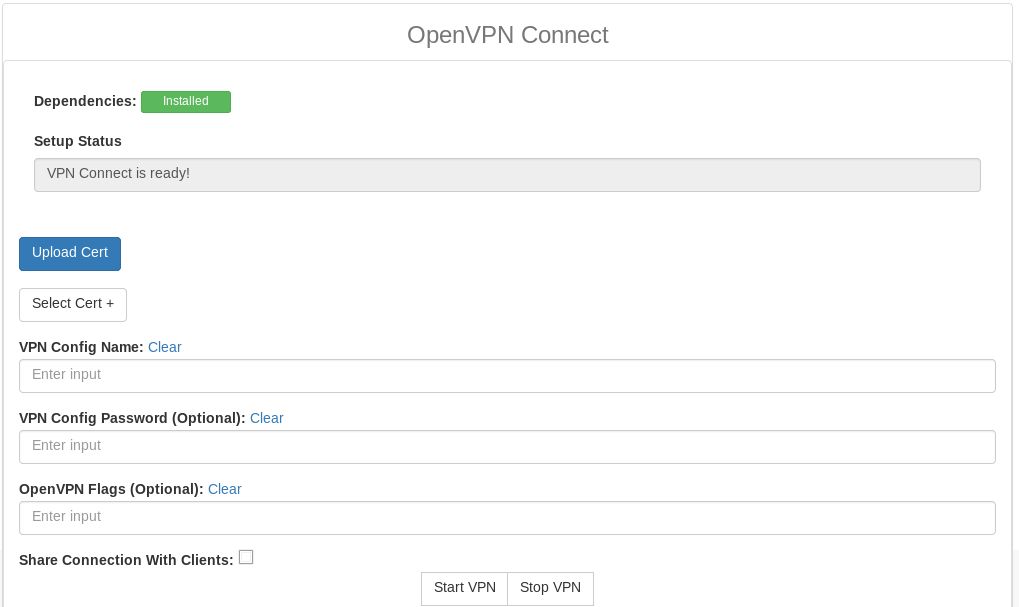 OpenVPN Connect
Dependencies: Installed
Setup Status
VPN Connect is ready!
Upload Cert
Select Cert +
VPN Config Name: Clear
Enter input
VPN Config Password (Optional): Clear
Enter input
OpenVPN Flags (Optional): Clear
Enter input
Share Connection With Clients:
Start VPN Stop VPN